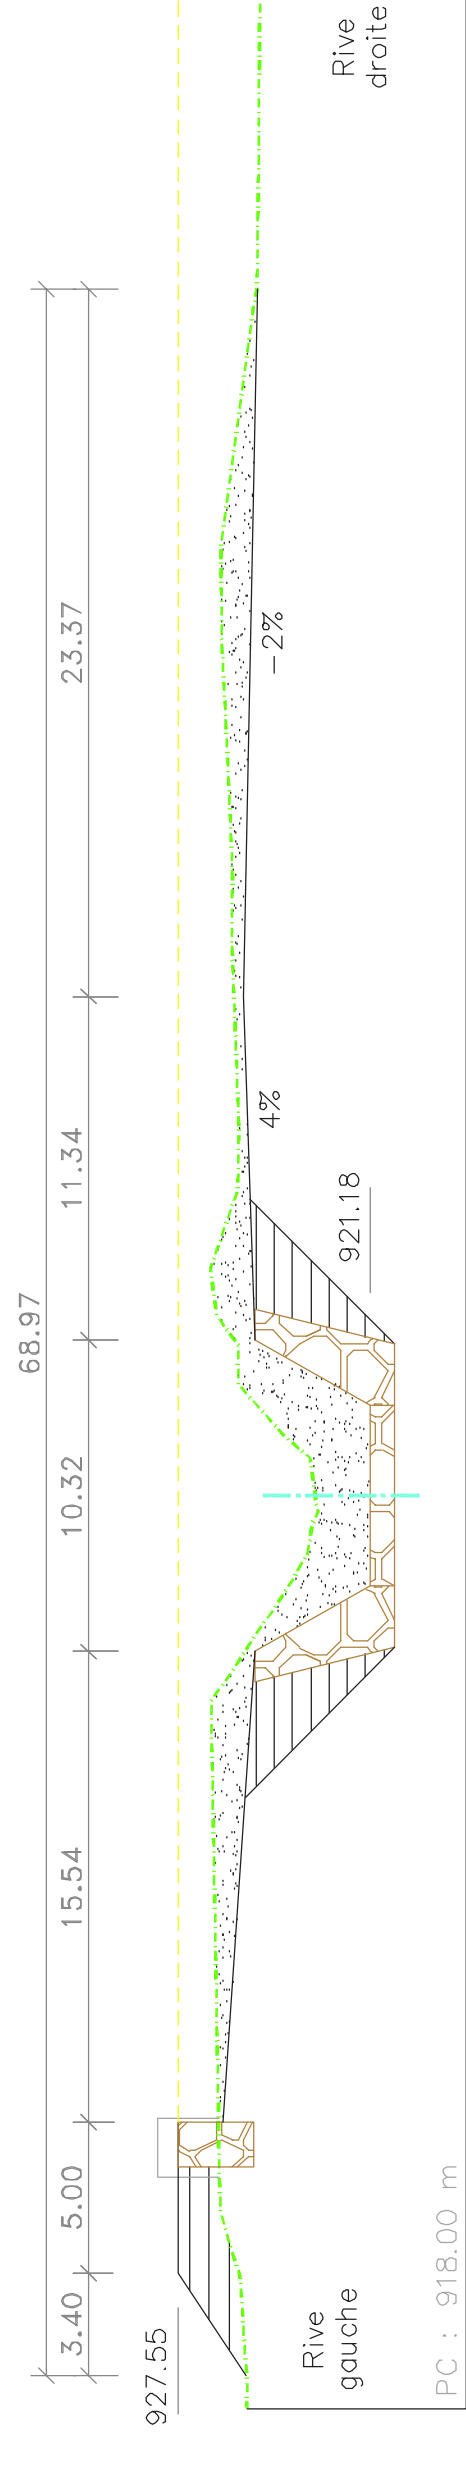 68.97
3.40
5.00
15.54
10.32
11.34
23.37
927.55
Rive
gauche
921.18
4%
-2%
Rive
droite
PC : 918.00 m